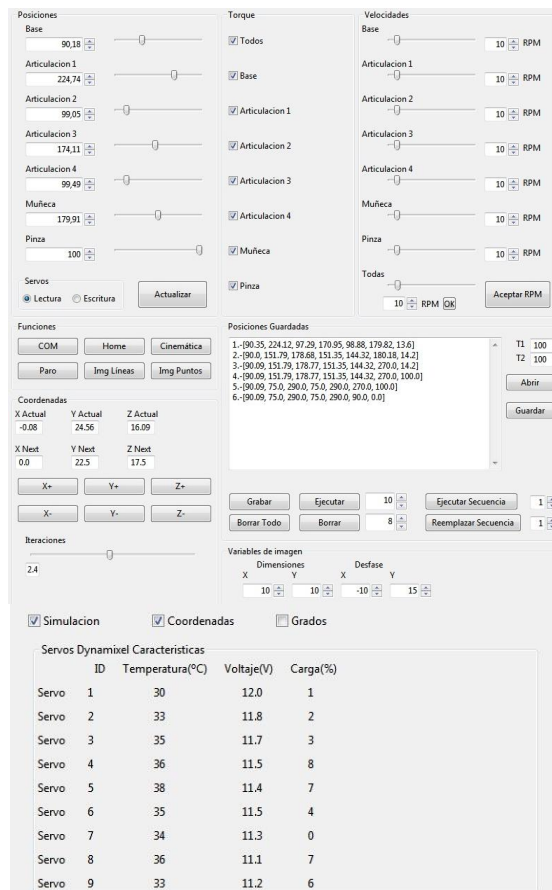 Posiciones
Base
90,18
Articulacion 1
224,74
Articulacion 2
99,05
Articulacion 3
174,11
Articulacion 4
99,49
Muñeca
179,91
Pinza
100
Servos
Lectura Escritura
Actualizar
Torque
Todos
Base
Articulacion 1
Articulacion 2
Articulacion 3
Articulacion 4
Muñeca
Pinza
Velocidades
Base
10 RPM
Articulacion 1
10 RPM
Articulacion 2
10 RPM
Articulacion 3
10 RPM
Articulacion 4
10 RPM
Muñeca
10 RPM
Pinza
10 RPM
Todas
10 RPM OK
Aceptar RPM
Funciones
COM Home Cinemática
Paro Img Líneas Img Puntos
Coordenadas
X Actual Y Actual Z Actual
-0.08 24.56 16.09
X Next Y Next Z Next
0.0 22.5 17.5
X+ Y+ Z+
X- Y- Z-
Iteraciones
2.4
Posiciones Guardadas
1.-[90.35, 224.12, 97.29, 170.95, 98.88, 179.82, 13.6]
2.-[90.0, 151.79, 178.68, 151.35, 144.32, 180.18, 14.2]
3.-[90.09, 151.79, 178.77, 151.35, 144.32, 270.0, 14.2]
4.-[90.09, 151.79, 178.77, 151.35, 144.32, 270.0, 100.0]
5.-[90.09, 75.0, 290.0, 75.0, 290.0, 270.0, 100.0]
6.-[90.09, 75.0, 290.0, 75.0, 290.0, 90.0, 0.0]
T1 100
T2 100
Abrir
Guardar
Grabar Ejecutar 10 Ejecutar Secuencia 1
Borrar Todo Borrar 8 Reemplazar Secuencia 1
Variables de imagen
Dimensiones Desfase
X Y X Y
10 10 -10 15
Simulacion Coordenadas Grados
Servos Dynamixel Caracteristicas
ID Temperatura(ºC) Voltaje(V) Carga(%)
Servo 1 30 12.0 1
Servo 2 33 11.8 2
Servo 3 35 11.7 3
Servo 4 36 11.5 8
Servo 5 38 11.4 7
Servo 6 35 11.5 4
Servo 7 34 11.3 0
Servo 8 36 11.1 7
Servo 9 33 11.2 6